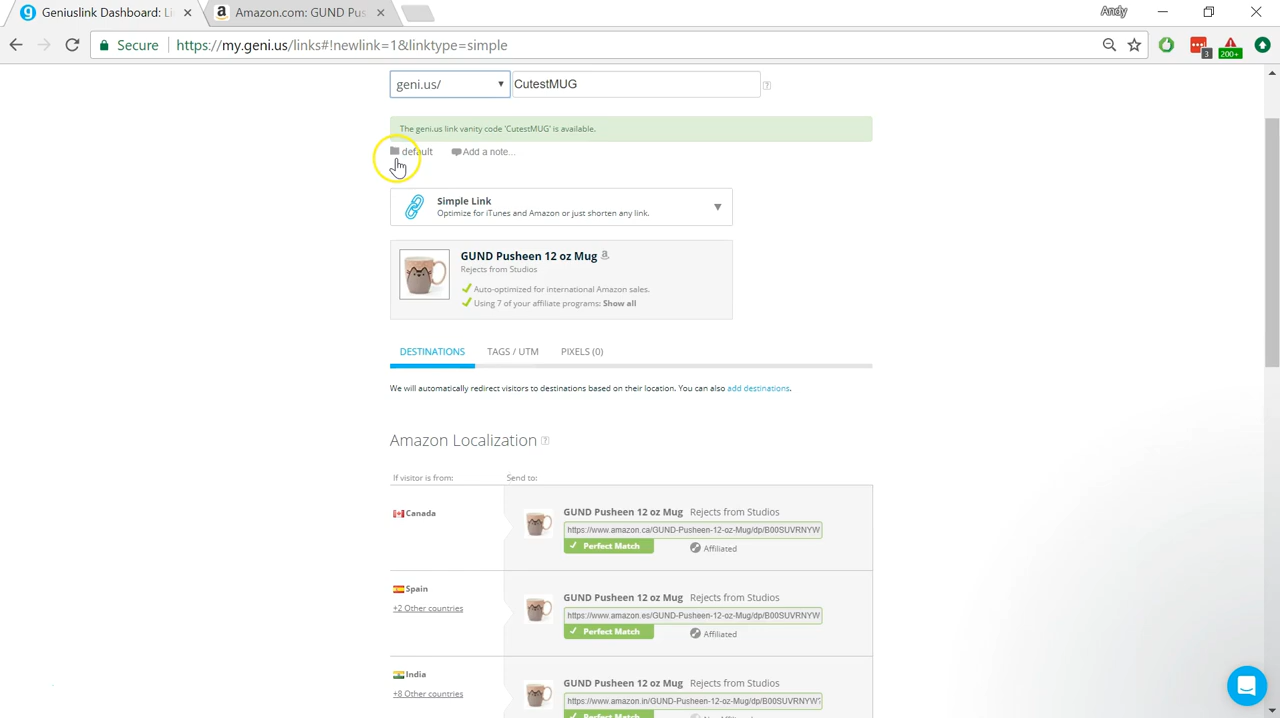 Geniuslink Dashboard: Li
Amazon.com: GUND Pus
Andy
Secure
https://my.geni.us/links#!newlink=1&linktype=simple
3
200+
geni.us/
CutestMUG
?
The geni.us link vanity code 'CutestMUG' is available.
default
Add a note...
Simple Link
Optimize for iTunes and Amazon or just shorten any link.
GUND Pusheen 12 oz Mug
Rejects from Studios
Auto-optimized for international Amazon sales.
Using 7 of your affiliate programs: Show all
DESTINATIONS
TAGS / UTM
PIXELS (0)
We will automatically redirect visitors to destinations based on their location. You can also add destinations.
Amazon Localization ?
If visitor is from:
Send to:
Canada
GUND Pusheen 12 oz Mug Rejects from Studios
https://www.amazon.ca/GUND-Pusheen-12-oz-Mug/dp/B00SUVRNYW
Perfect Match
Affiliated
Spain
+2 Other countries
GUND Pusheen 12 oz Mug Rejects from Studios
https://www.amazon.es/GUND-Pusheen-12-oz-Mug/dp/B00SUVRNYW
Perfect Match
Affiliated
India
+8 Other countries
GUND Pusheen 12 oz Mug Rejects from Studios
https://www.amazon.in/GUND-Pusheen-12-oz-Mug/dp/B00SUVRNYW?
Perfect Match